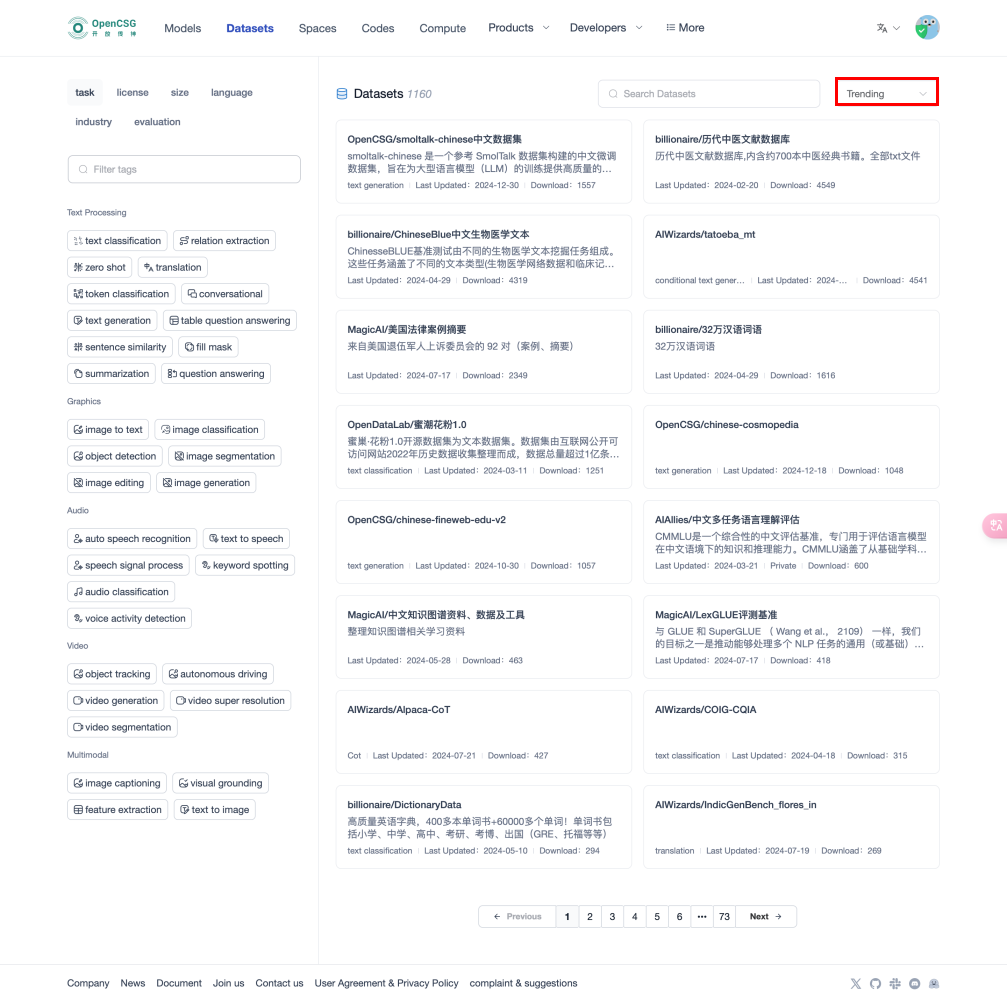 OpenCSG
开放传神
Models
Datasets
Spaces
Codes
Compute
Products
Developers
More
task
license
size
language
industry
evaluation
Filter tags
Text Processing
text classification
relation extraction
zero shot
translation
token classification
conversational
text generation
table question answering
sentence similarity
fill mask
summarization
question answering
Graphics
image to text
image classification
object detection
image segmentation
image editing
image generation
Audio
auto speech recognition
text to speech
speech signal process
keyword spotting
audio classification
voice activity detection
Video
object tracking
autonomous driving
video generation
video super resolution
video segmentation
Multimodal
image captioning
visual grounding
feature extraction
text to image
Datasets 1160
Search Datasets
Trending
OpenCSG/smoltalk-chinese中文数据集
smoltalk-chinese 是一个参考 SmolTalk 数据集构建的中文微调
数据集，旨在为大型语言模型（LLM）的训练提供高质量的…
text generation Last Updated：2024-12-30 Download：1557
billionaire/历代中医文献数据库
历代中医文献数据库,内含约700本中医经典书籍。全部txt文件
Last Updated：2024-02-20 Download：4549
billionaire/ChineseBlue中文生物医学文本
ChinesseBLUE基准测试由不同的生物医学文本挖掘任务组成。
这些任务涵盖了不同的文本类型(生物医学网络数据和临床记…
Last Updated：2024-04-29 Download：4319
AIWizards/tatoeba_mt
conditional text gener... Last Updated：2024-... Download：4541
MagicAI/美国法律案例摘要
来自美国退伍军人上诉委员会的 92 对（案例、摘要）
Last Updated：2024-07-17 Download：2349
billionaire/32万汉语词语
32万汉语词语
Last Updated：2024-04-29 Download：1616
OpenDataLab/蜜潮花粉1.0
蜜巢·花粉1.0开源数据集为文本数据集。数据集由互联网公开可
访问网站2022年历史数据收集整理而成，数据总量超过1亿条…
text classification Last Updated：2024-03-11 Download：1251
OpenCSG/chinese-cosmopedia
text generation Last Updated：2024-12-18 Download：1048
OpenCSG/chinese-fineweb-edu-v2
text generation Last Updated：2024-10-30 Download：1057
AIAllies/中文多任务语言理解评估
CMMLU是一个综合性的中文评估基准，专门用于评估语言模型
在中文语境下的知识和推理能力。CMMLU涵盖了从基础学科…
Last Updated：2024-03-21 Private Download：600
MagicAI/中文知识图谱资料、数据及工具
整理知识图谱相关学习资料
Last Updated：2024-05-28 Download：463
MagicAI/LexGLUE评测基准
与 GLUE 和 SuperGLUE （ Wang et al.， 2109） 一样，我们
的目标之一是推动能够处理多个 NLP 任务的通用（或基础）…
Last Updated：2024-07-17 Download：418
AIWizards/Alpaca-CoT
Cot Last Updated：2024-07-21 Download：427
AIWizards/COIG-CQIA
text classification Last Updated：2024-04-18 Download：315
billionaire/DictionaryData
高质量英语字典，400多本单词书+60000多个单词！单词书包
括小学、中学、高中、考研、考博、出国（GRE、托福等等）
text classification Last Updated：2024-05-10 Download：294
AIWizards/IndicGenBench_flores_in
translation Last Updated：2024-07-19 Download：269
← Previous 1 2 3 4 5 6 ••• 73 Next →
Company News Document Join us Contact us User Agreement & Privacy Policy complaint & suggestions